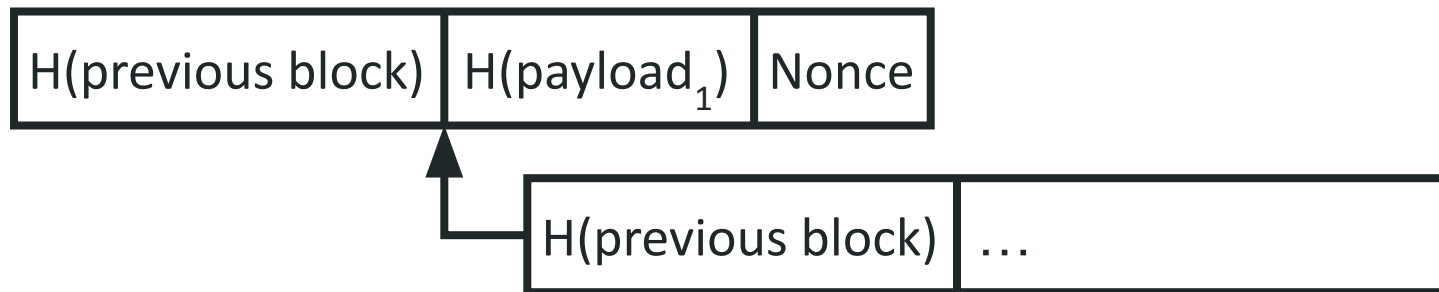 H(previous block) H(payload₁) Nonce
H(previous block) ...